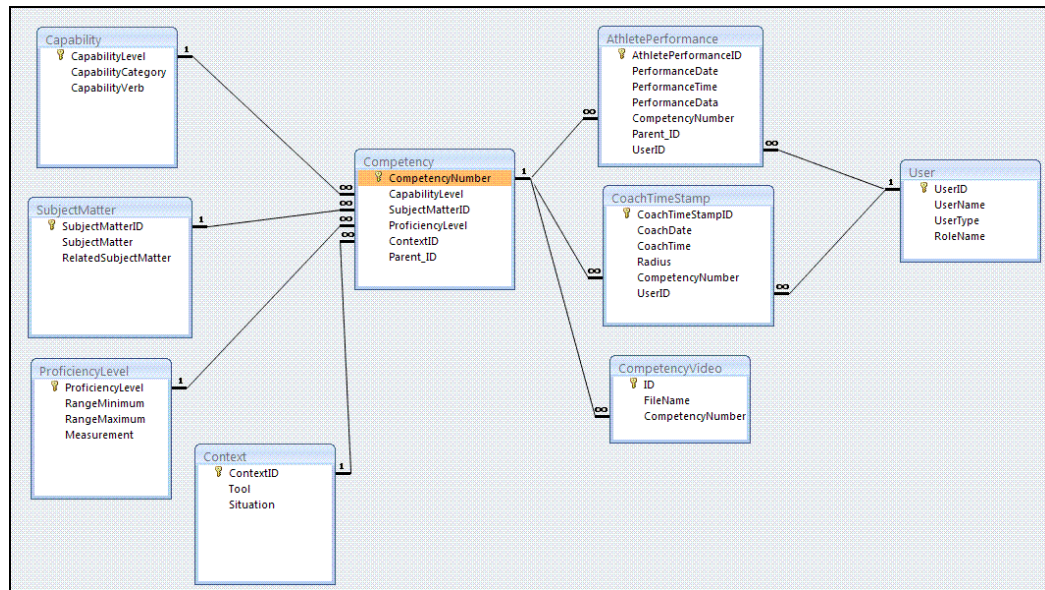 Capability
CapabilityLevel
CapabilityCategory
CapabilityVerb
1
SubjectMatter
SubjectMatterID
SubjectMatter
RelatedSubjectMatter
1
ProficiencyLevel
ProficiencyLevel
RangeMinimum
RangeMaximum
Measurement
1
Context
ContextID
Tool
Situation
1
Competency
CompetencyNumber
CapabilityLevel
SubjectMatterID
ProficiencyLevel
ContextID
Parent_ID
∞
∞
∞
∞
1
AthletePerformance
AthletePerformanceID
PerformanceDate
PerformanceTime
PerformanceData
CompetencyNumber
Parent_ID
UserID
∞
∞
CoachTimeStamp
CoachTimeStampID
CoachDate
CoachTime
Radius
CompetencyNumber
UserID
∞
∞
CompetencyVideo
ID
FileName
CompetencyNumber
∞
User
UserID
UserName
UserType
RoleName
1